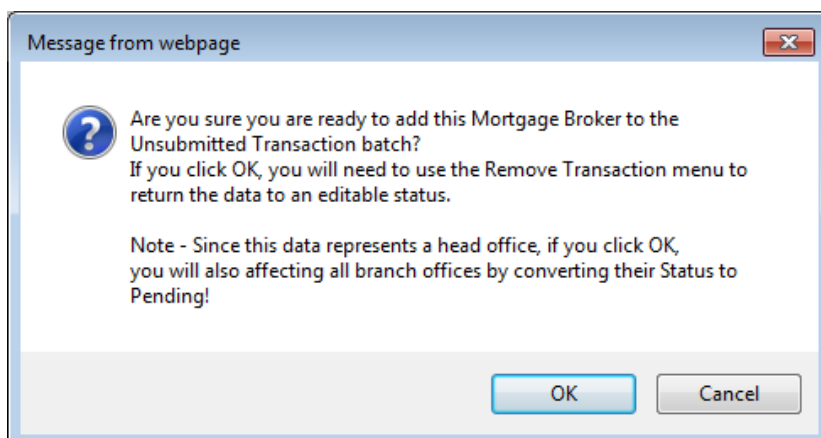 Message from webpage
Are you sure you are ready to add this Mortgage Broker to the
Unsubmitted Transaction batch?
If you click OK, you will need to use the Remove Transaction menu to
return the data to an editable status.
Note - Since this data represents a head office, if you click OK,
you will also affecting all branch offices by converting their Status to
Pending!
OK
Cancel